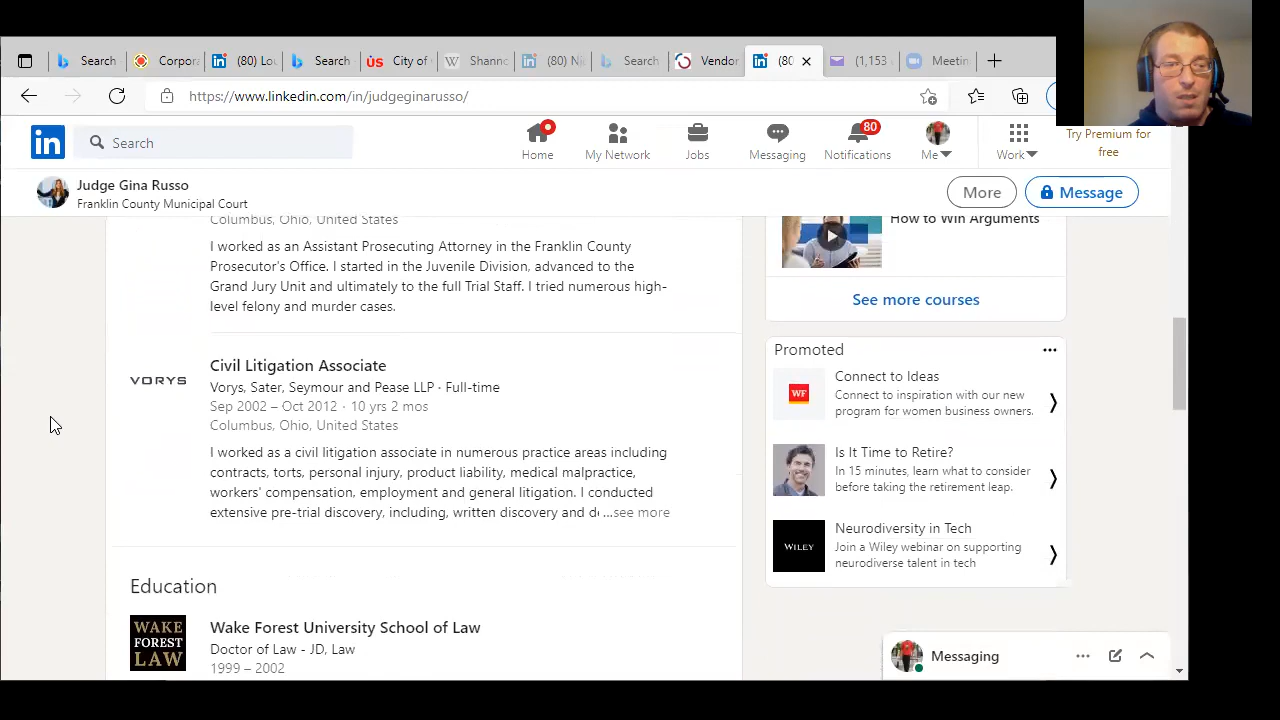 Search
Corpora
(80) Lou
Search
us
City of
W
Shanno
(80) Ni
Search
Vendor
(80
(1,153
Meetin
https://www.linkedin.com/in/judgeginarusso/
in
Search
Home
My Network
Jobs
Messaging
80
Notifications
Me
Work
Try Premium for
free
Judge Gina Russo
Franklin County Municipal Court
More
Message
Columbus, Ohio, United States
I worked as an Assistant Prosecuting Attorney in the Franklin County
Prosecutor's Office. I started in the Juvenile Division, advanced to the
Grand Jury Unit and ultimately to the full Trial Staff. I tried numerous high-
level felony and murder cases.
VORYS
Civil Litigation Associate
Vorys, Sater, Seymour and Pease LLP · Full-time
Sep 2002 – Oct 2012 · 10 yrs 2 mos
Columbus, Ohio, United States
I worked as a civil litigation associate in numerous practice areas including
contracts, torts, personal injury, product liability, medical malpractice,
workers' compensation, employment and general litigation. I conducted
extensive pre-trial discovery, including, written discovery and d ...see more
Education
WAKE
FOREST
LAW
Wake Forest University School of Law
Doctor of Law - JD, Law
1999 – 2002
How to Win Arguments
See more courses
Promoted
WF
Connect to Ideas
Connect to inspiration with our new
program for women business owners.
Is It Time to Retire?
In 15 minutes, learn what to consider
before taking the retirement leap.
WILEY
Neurodiversity in Tech
Join a Wiley webinar on supporting
neurodiverse talent in tech
Messaging